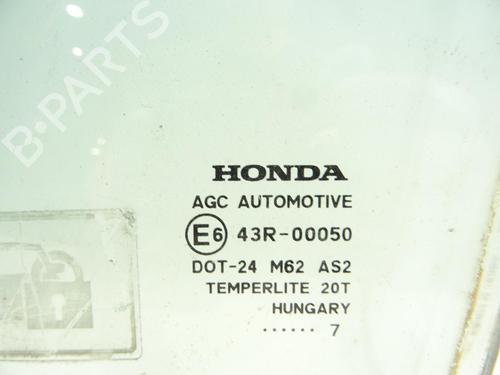 B-PARTS
HONDA
AGC AUTOMOTIVE
E6 43R-00050
DOT-24 M62 AS2
TEMPERLITE 20T
HUNGARY
...... 7